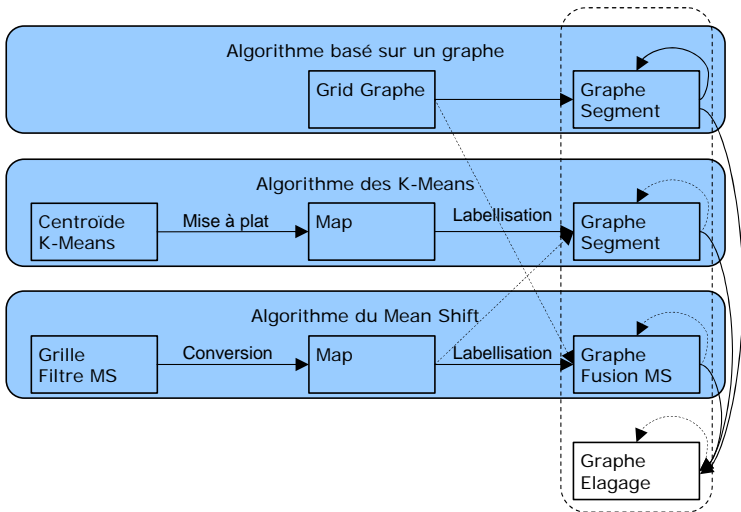 Algorithme basé sur un graphe
Grid Graphe
Graphe
Segment
Algorithme des K-Means
Centroïde
K-Means
Mise à plat
Map
Labellisation
Graphe
Segment
Algorithme du Mean Shift
Grille
Filtre MS
Conversion
Map
Labellisation
Graphe
Fusion MS
Graphe
Elagage